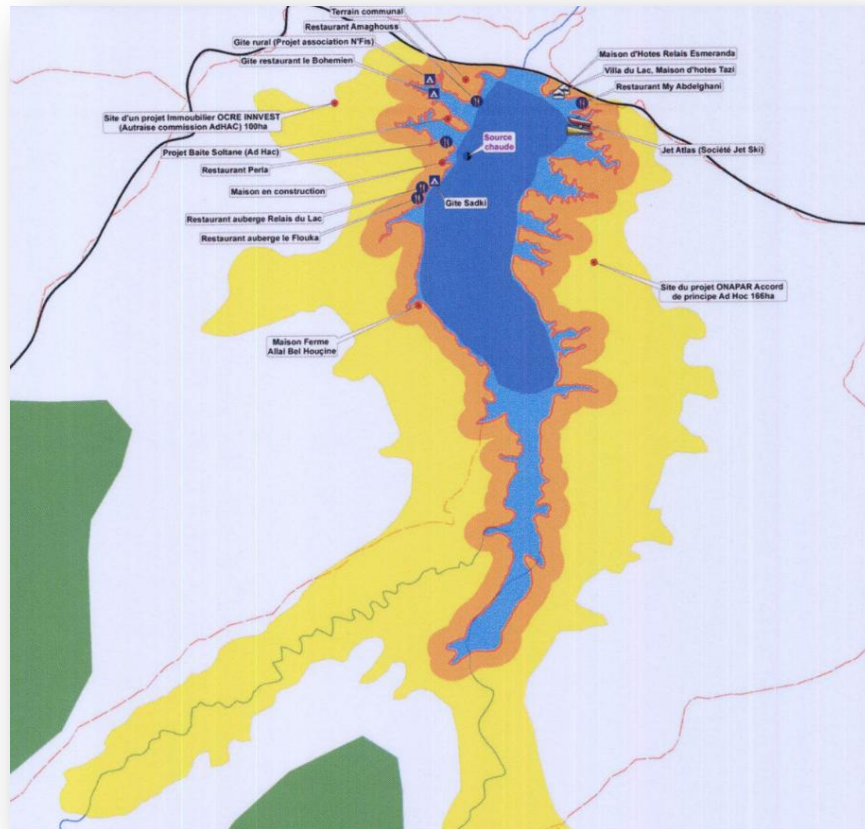 Terrain communal
Restaurant Amaghouss
Gite rural (Projet association N'Fis)
Gite restaurant le Bohemien
Site d'un projet Immobilier OCRE INNVEST
(Autraise commission AdHAC) 100ha
Projet Baite Soltane (Ad Hac)
Restaurant Perla
Maison en construction
Restaurant auberge Relais du Lac
Restaurant auberge le Flouka
Maison Ferme
Allal Bel Houçine
Source
chaude
Gite Sadki
Maison d'Hotes Relais Esmeranda
Villa du Lac, Maison d'hotes Tazi
Restaurant My Abdelghani
Jet Atlas (Société Jet Ski)
Site du projet ONAPAR Accord
de principe Ad Hoc 166ha